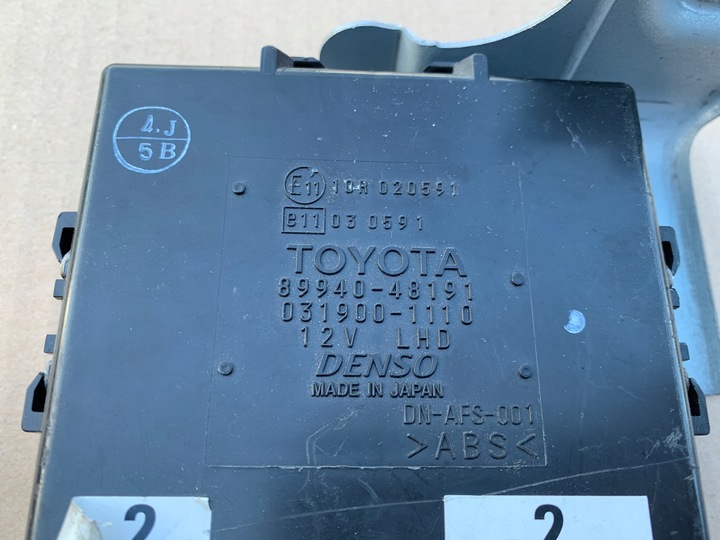 4.J
5B
E11 10R 020591
e11 03 0591
TOYOTA
89940-48191
031900-1110
12V LHD
DENSO
MADE IN JAPAN
DN-AFS-001
>ABS<
2
2